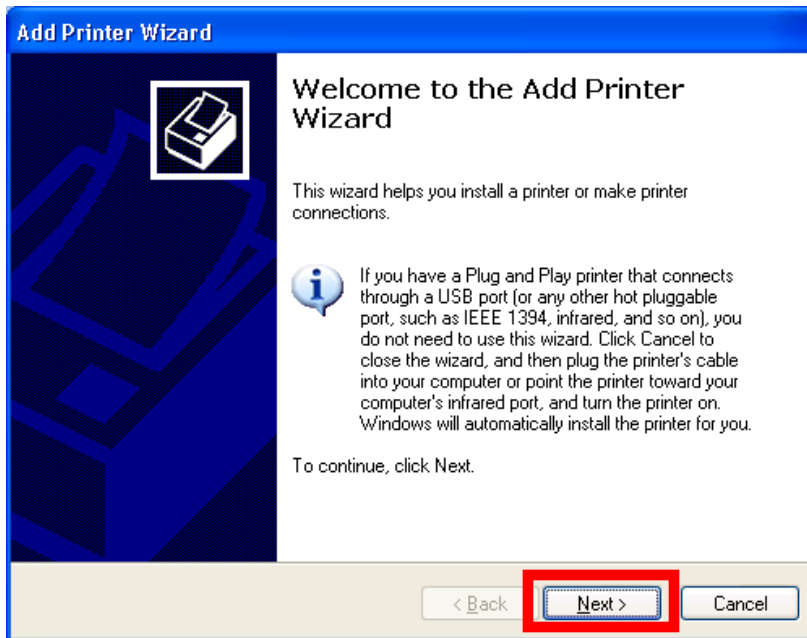 Add Printer Wizard
Welcome to the Add Printer
Wizard
This wizard helps you install a printer or make printer
connections.
If you have a Plug and Play printer that connects
through a USB port (or any other hot pluggable
port, such as IEEE 1394, infrared, and so on), you
do not need to use this wizard. Click Cancel to
close the wizard, and then plug the printer's cable
into your computer or point the printer toward your
computer's infrared port, and turn the printer on.
Windows will automatically install the printer for you.
To continue, click Next.
< Back Next > Cancel